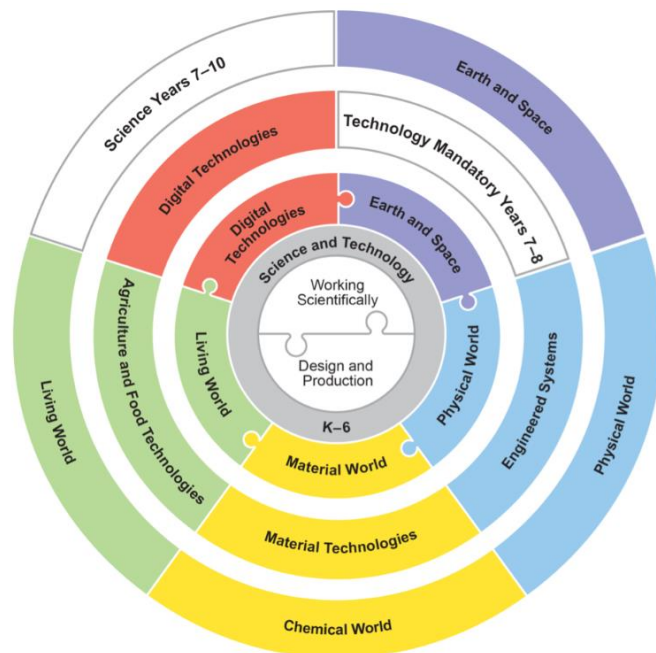 Science Years 7–10
Earth and Space
Digital Technologies
Technology Mandatory Years 7–8
Digital
Technologies
Earth and Space
Science and Technology
Working
Scientifically
Design and
Production
K–6
Living World
Agriculture and Food Technologies
Living World
Physical World
Engineered Systems
Physical World
Material World
Material Technologies
Chemical World